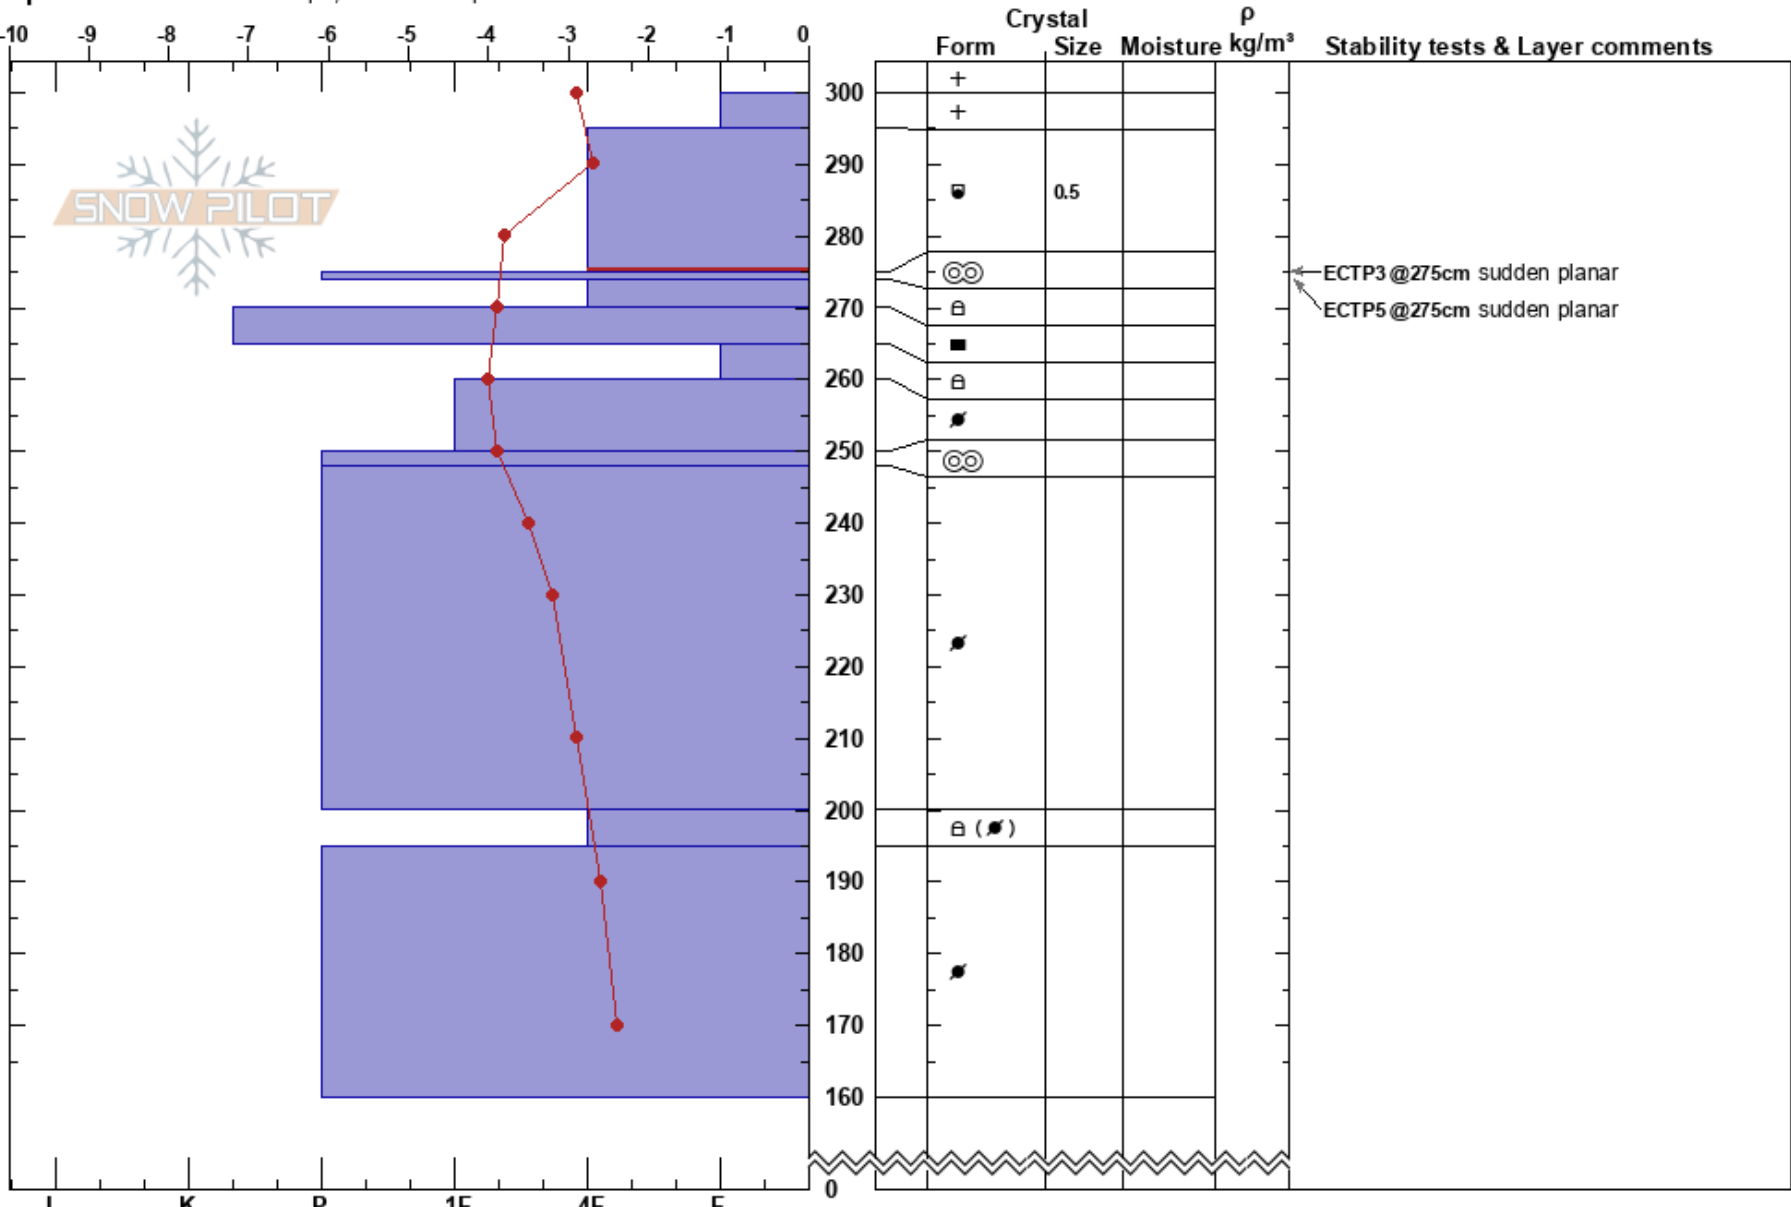 -10 -9 -8 -7 -6 -5 -4 -3 -2 -1 0
Crystal ρ
Form Size Moisture kg/m³ Stability tests & Layer comments
SNOW PILOT
300
290
0.5
280
ECTP3 @275cm sudden planar
270
ECTP5 @275cm sudden planar
260
250
240
230
220
210
200
190
180
170
160
0
I K P 1F 4F F